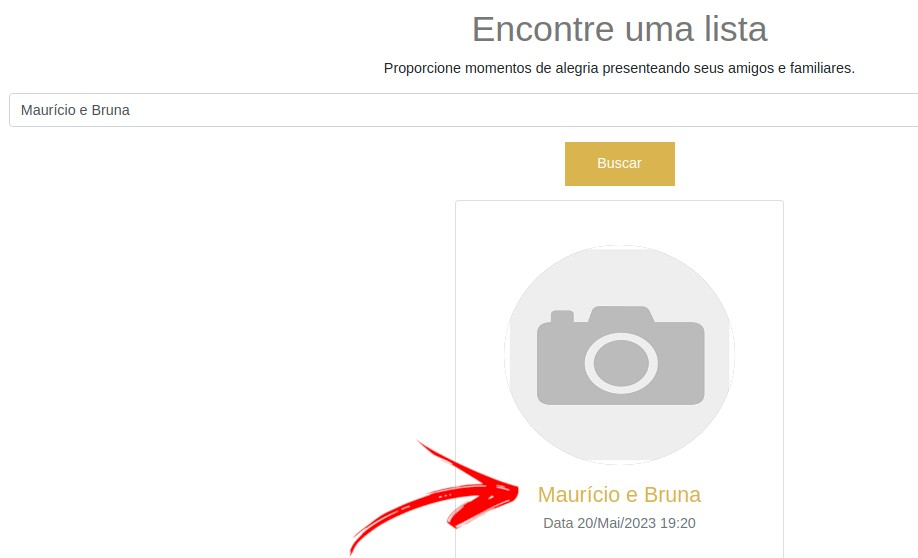 Encontre uma lista
Proporcione momentos de alegria presenteando seus amigos e familiares.
Maurício e Bruna
Buscar
Maurício e Bruna
Data 20/Mai/2023 19:20